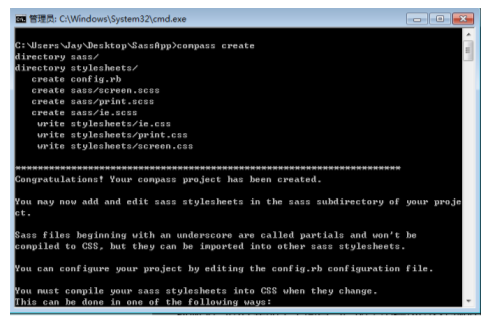 管理员: C:\Windows\System32\cmd.exe
C:\Users\Jay\Desktop\SassApp>compass create
directory sass/
directory stylesheets/
create config.rb
create sass/screen.scss
create sass/print.scss
create sass/ie.scss
write stylesheets/ie.css
write stylesheets/print.css
write stylesheets/screen.css
*********************************************************************
Congratulations! Your compass project has been created.
You may now add and edit sass stylesheets in the sass subdirectory of your proje
ct.
Sass files beginning with an underscore are called partials and won't be
compiled to CSS, but they can be imported into other sass stylesheets.
You can configure your project by editing the config.rb configuration file.
You must compile your sass stylesheets into CSS when they change.
This can be done in one of the following ways: